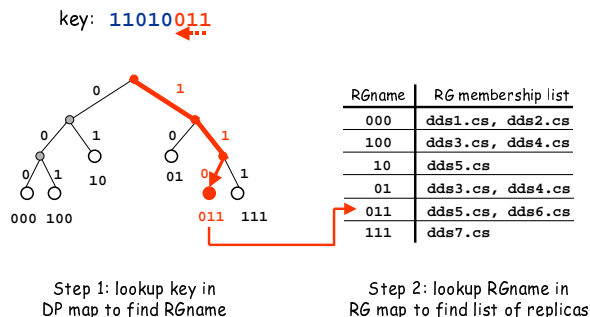 key: 11010011
0 1
0 1 0 1
0 1 10 01 0 1
000 100 011 111
RGname RG membership list
000 dds1.cs, dds2.cs
100 dds3.cs, dds4.cs
10 dds5.cs
01 dds3.cs, dds4.cs
011 dds5.cs, dds6.cs
111 dds7.cs
Step 1: lookup key in
DP map to find RGname
Step 2: lookup RGname in
RG map to find list of replicas